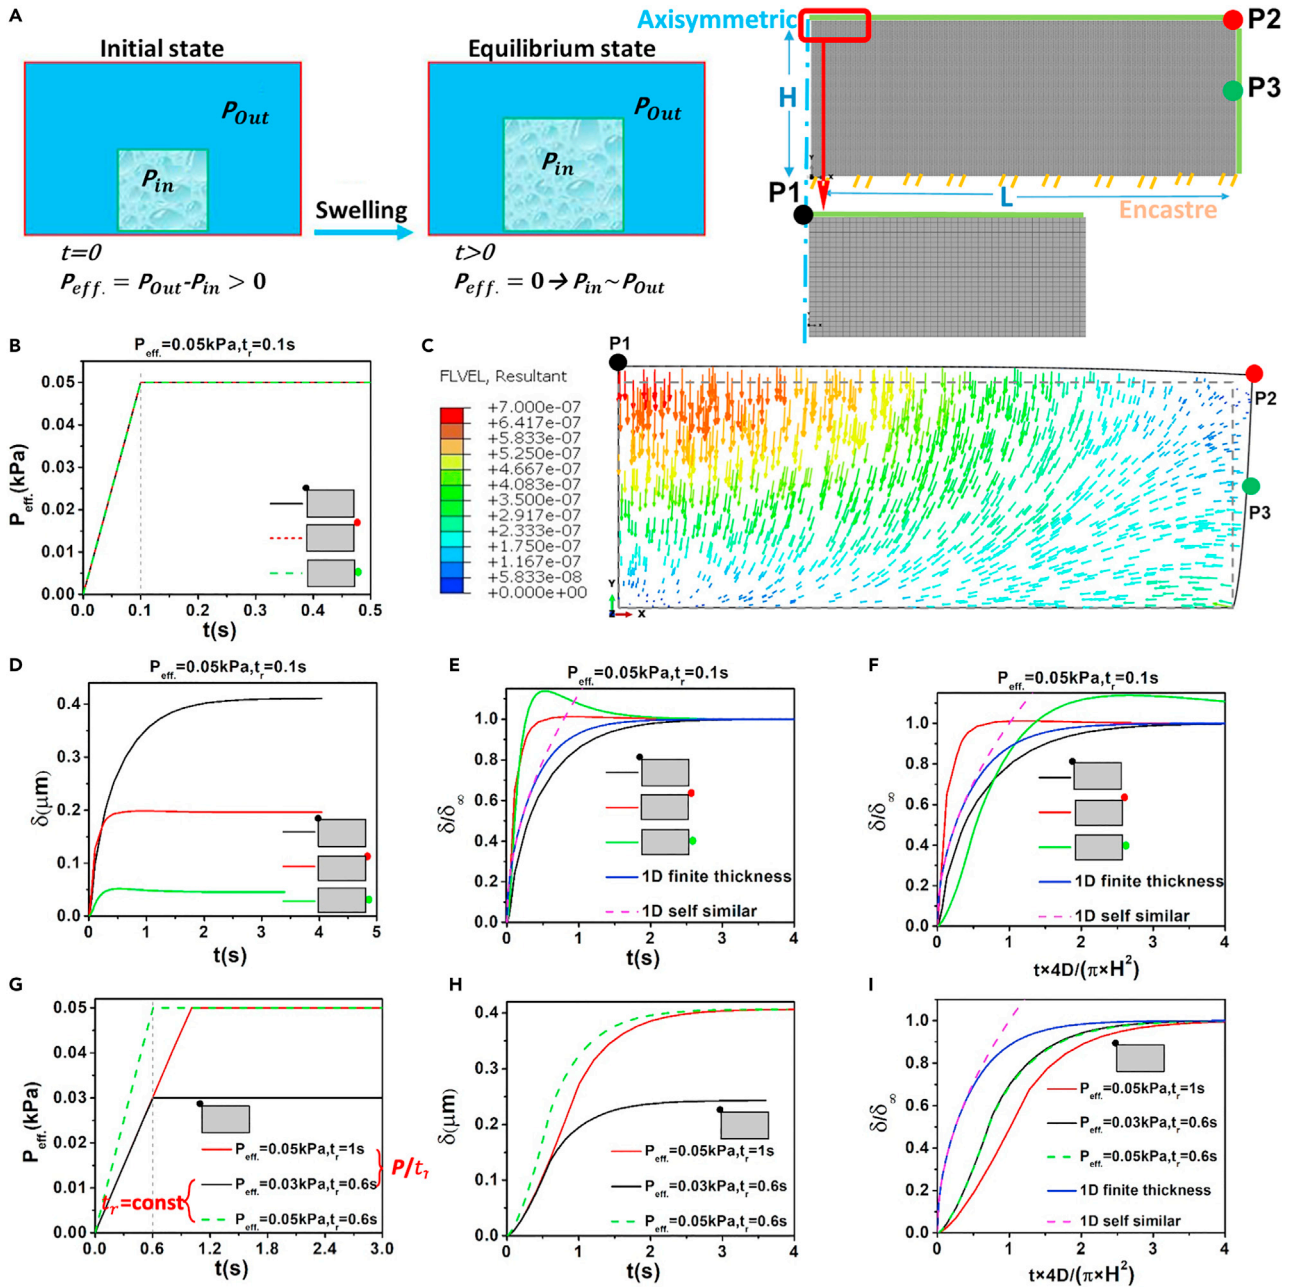 A
Initial state
P_Out
P_in
t=0
P_eff. = P_Out-P_in > 0
Swelling
Equilibrium state
P_Out
P_in
t>0
P_eff. = 0→P_in~P_Out
Axisymmetric
P2
H
P3
Y
X
L
P1
Encastre
B
P_eff.=0.05kPa,t_r=0.1s
P_eff.(kPa)
0.05
0.04
0.03
0.02
0.01
0.00
0.0 0.1 0.2 0.3 0.4 0.5
t(s)
C
P1
FLVEL, Resultant
+7.000e-07
+6.417e-07
+5.833e-07
+5.250e-07
+4.667e-07
+4.083e-07
+3.500e-07
+2.917e-07
+2.333e-07
+1.750e-07
+1.167e-07
+5.833e-08
+0.000e+00
P2
P3
Y
Z X
D
P_eff.=0.05kPa,t_r=0.1s
δ(μm)
0.4
0.3
0.2
0.1
0.0
0 1 2 3 4 5
t(s)
E
P_eff.=0.05kPa,t_r=0.1s
δ/δ_∞
1.0
0.8
0.6
0.4
0.2
0.0
1D finite thickness
1D self similar
0 1 2 3 4
t(s)
F
P_eff.=0.05kPa,t_r=0.1s
δ/δ_∞
1.0
0.8
0.6
0.4
0.2
0.0
1D finite thickness
1D self similar
0 1 2 3 4
t×4D/(π×H²)
G
P_eff.(kPa)
0.05
0.04
0.03
0.02
0.01
0.00
P_eff.=0.05kPa,t_r=1s
P_eff.=0.03kPa,t_r=0.6s
P_eff.=0.05kPa,t_r=0.6s
P/t_r
t_r=const
0.0 0.6 1.2 1.8 2.4 3.0
t(s)
H
δ(μm)
0.4
0.3
0.2
0.1
0.0
P_eff.=0.05kPa,t_r=1s
P_eff.=0.03kPa,t_r=0.6s
P_eff.=0.05kPa,t_r=0.6s
0 1 2 3 4
t(s)
I
δ/δ_∞
1.0
0.8
0.6
0.4
0.2
0.0
P_eff.=0.05kPa,t_r=1s
P_eff.=0.03kPa,t_r=0.6s
P_eff.=0.05kPa,t_r=0.6s
1D finite thickness
1D self similar
0 1 2 3 4
t×4D/(π×H²)